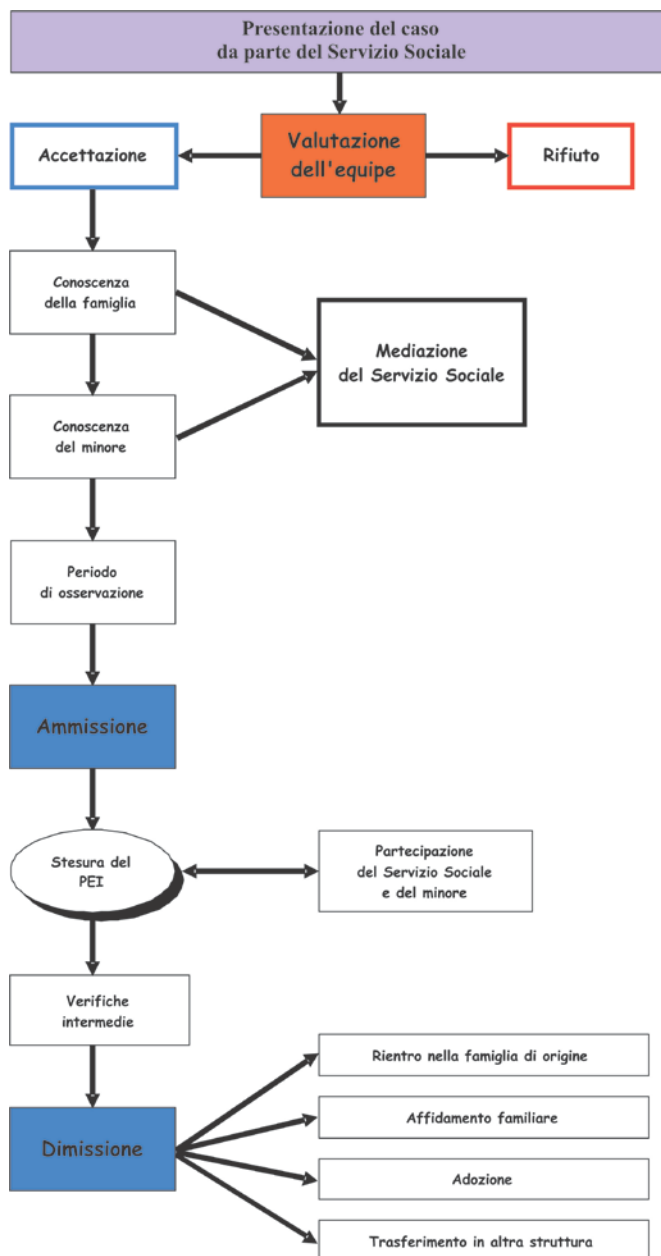 Presentazione del caso
da parte del Servizio Sociale
Accettazione
Valutazione
dell'equipe
Rifiuto
Conoscenza
della famiglia
Mediazione
del Servizio Sociale
Conoscenza
del minore
Periodo
di osservazione
Ammissione
Stesura del
PEI
Partecipazione
del Servizio Sociale
e del minore
Verifiche
intermedie
Rientro nella famiglia di origine
Affidamento familiare
Dimissione
Adozione
Trasferimento in altra struttura